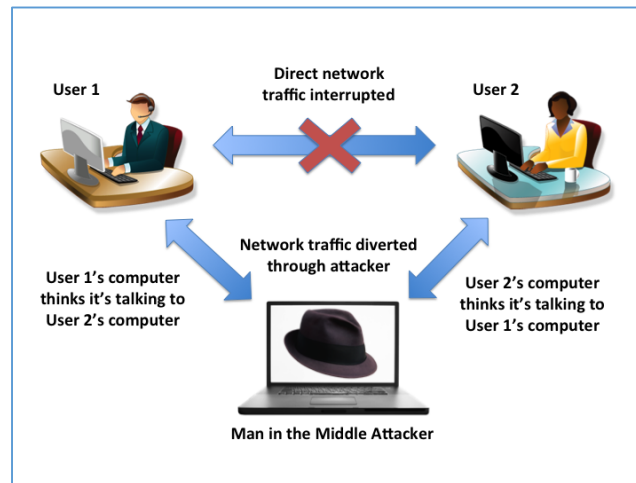 User 1
Direct network
traffic interrupted
User 2
Network traffic diverted
through attacker
User 1’s computer
thinks it’s talking to
User 2’s computer
User 2’s computer
thinks it’s talking to
User 1’s computer
Man in the Middle Attacker